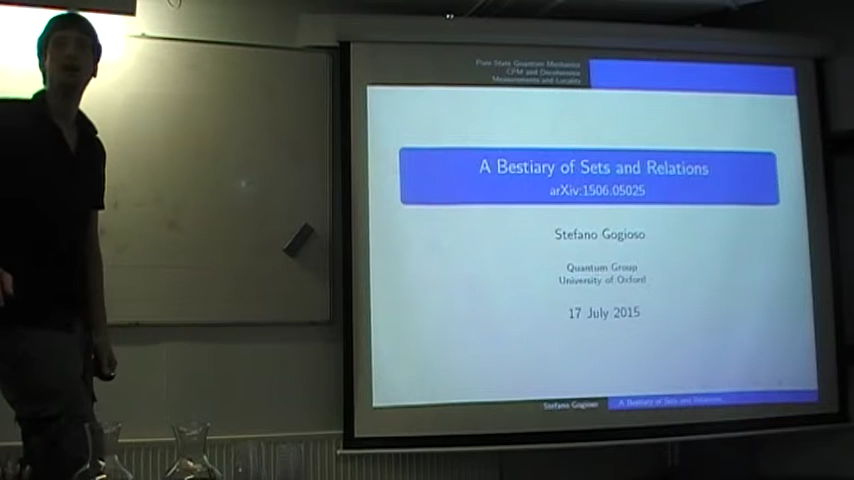 Pure State Quantum Mechanics
CPM and Decoherence
Measurements and Locality
A Bestiary of Sets and Relations
arXiv:1506.05025
Stefano Gogioso
Quantum Group
University of Oxford
17 July 2015
Stefano Gogioso
A Bestiary of Sets and Relations